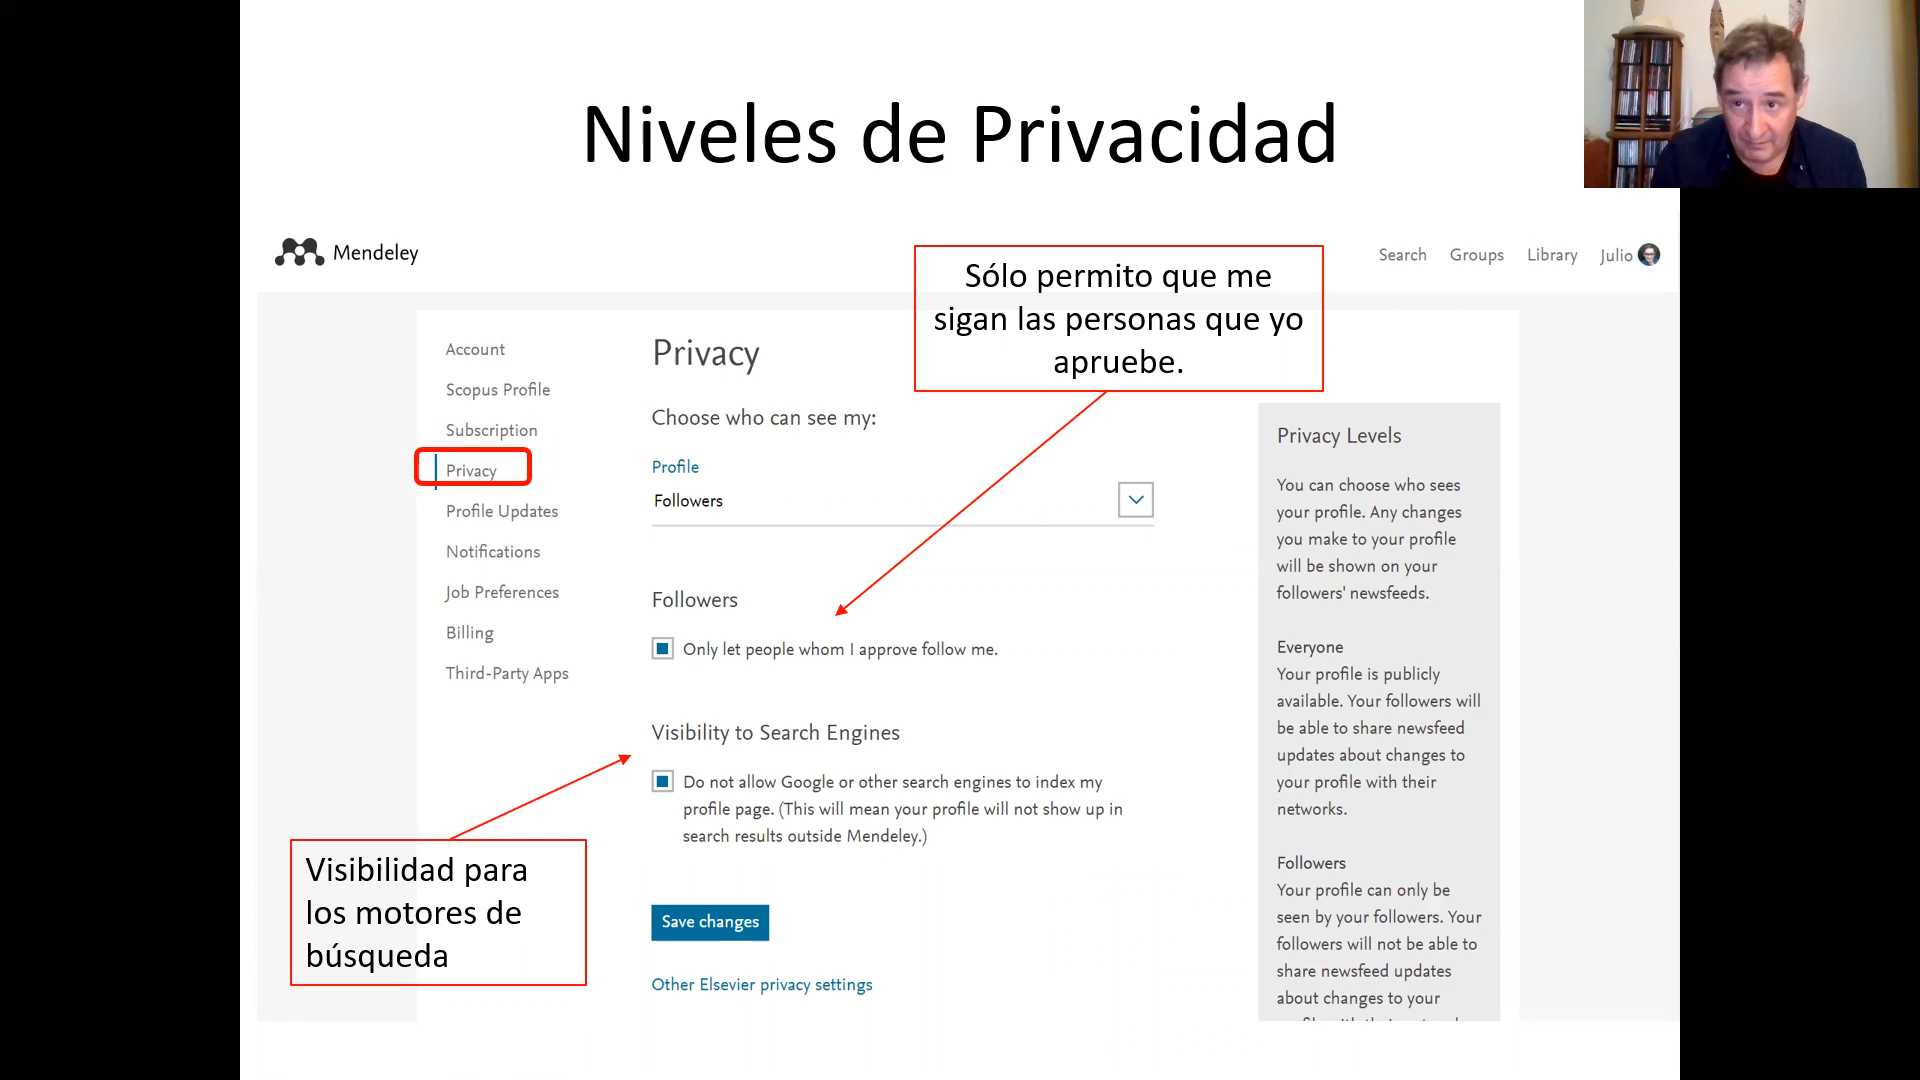 Niveles de Privacidad
Mendeley
Search
Groups
Library
Julio
Sólo permito que me
sigan las personas que yo
apruebe.
Account
Scopus Profile
Subscription
Privacy
Profile Updates
Notifications
Job Preferences
Billing
Third-Party Apps
Privacy
Choose who can see my:
Profile
Followers
Followers
Only let people whom I approve follow me.
Visibility to Search Engines
Do not allow Google or other search engines to index my
profile page. (This will mean your profile will not show up in
search results outside Mendeley.)
Save changes
Other Elsevier privacy settings
Visibilidad para
los motores de
búsqueda
Privacy Levels
You can choose who sees
your profile. Any changes
you make to your profile
will be shown on your
followers' newsfeeds.
Everyone
Your profile is publicly
available. Your followers will
be able to share newsfeed
updates about changes to
your profile with their
networks.
Followers
Your profile can only be
seen by your followers. Your
followers will not be able to
share newsfeed updates
about changes to your